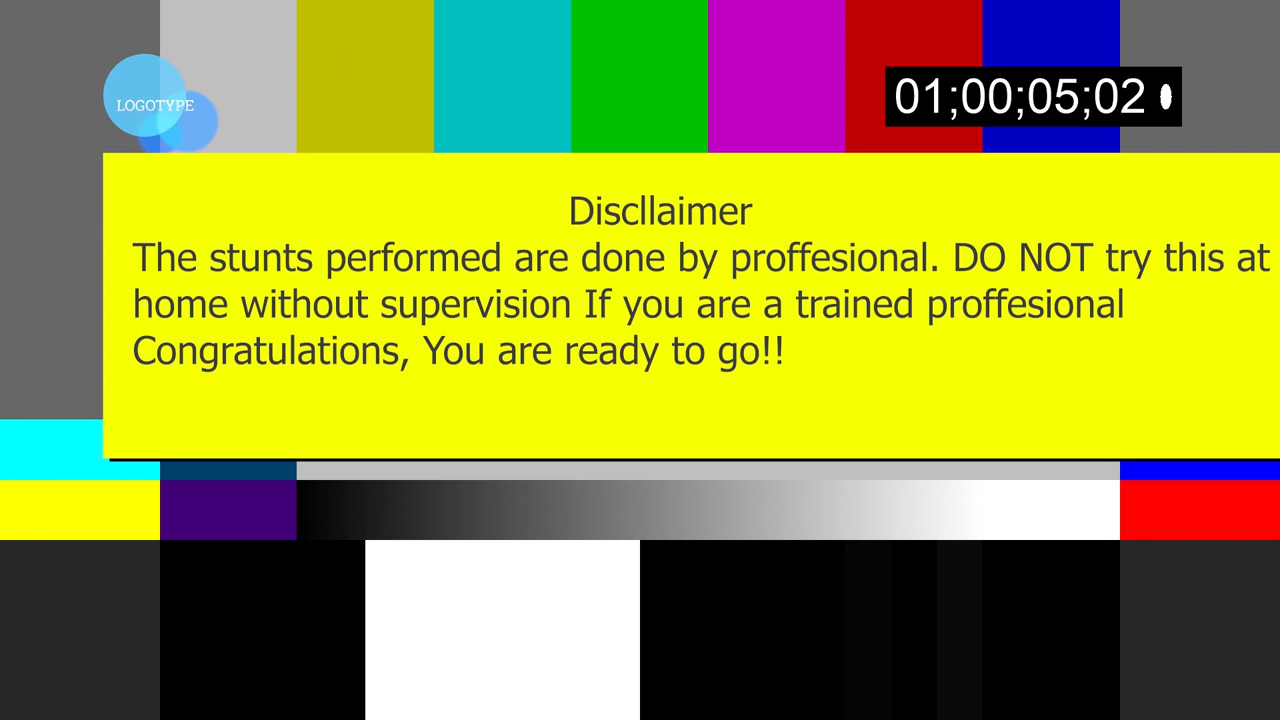 LOGOTYPE
01;00;05;02
Discllaimer
The stunts performed are done by proffesional. DO NOT try this at
home without supervision If you are a trained proffesional
Congratulations, You are ready to go!!